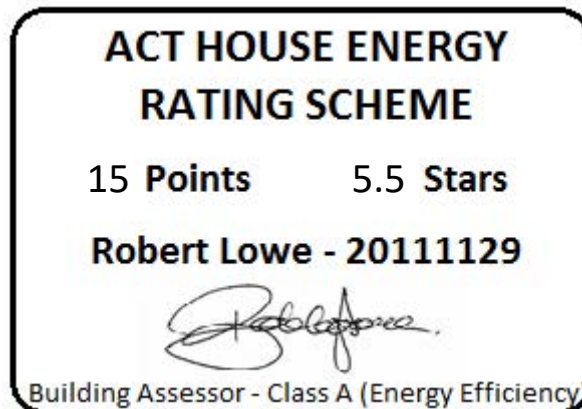 ACT HOUSE ENERGY
RATING SCHEME
15 Points 5.5 Stars
Robert Lowe - 20111129
Building Assessor - Class A (Energy Efficiency)